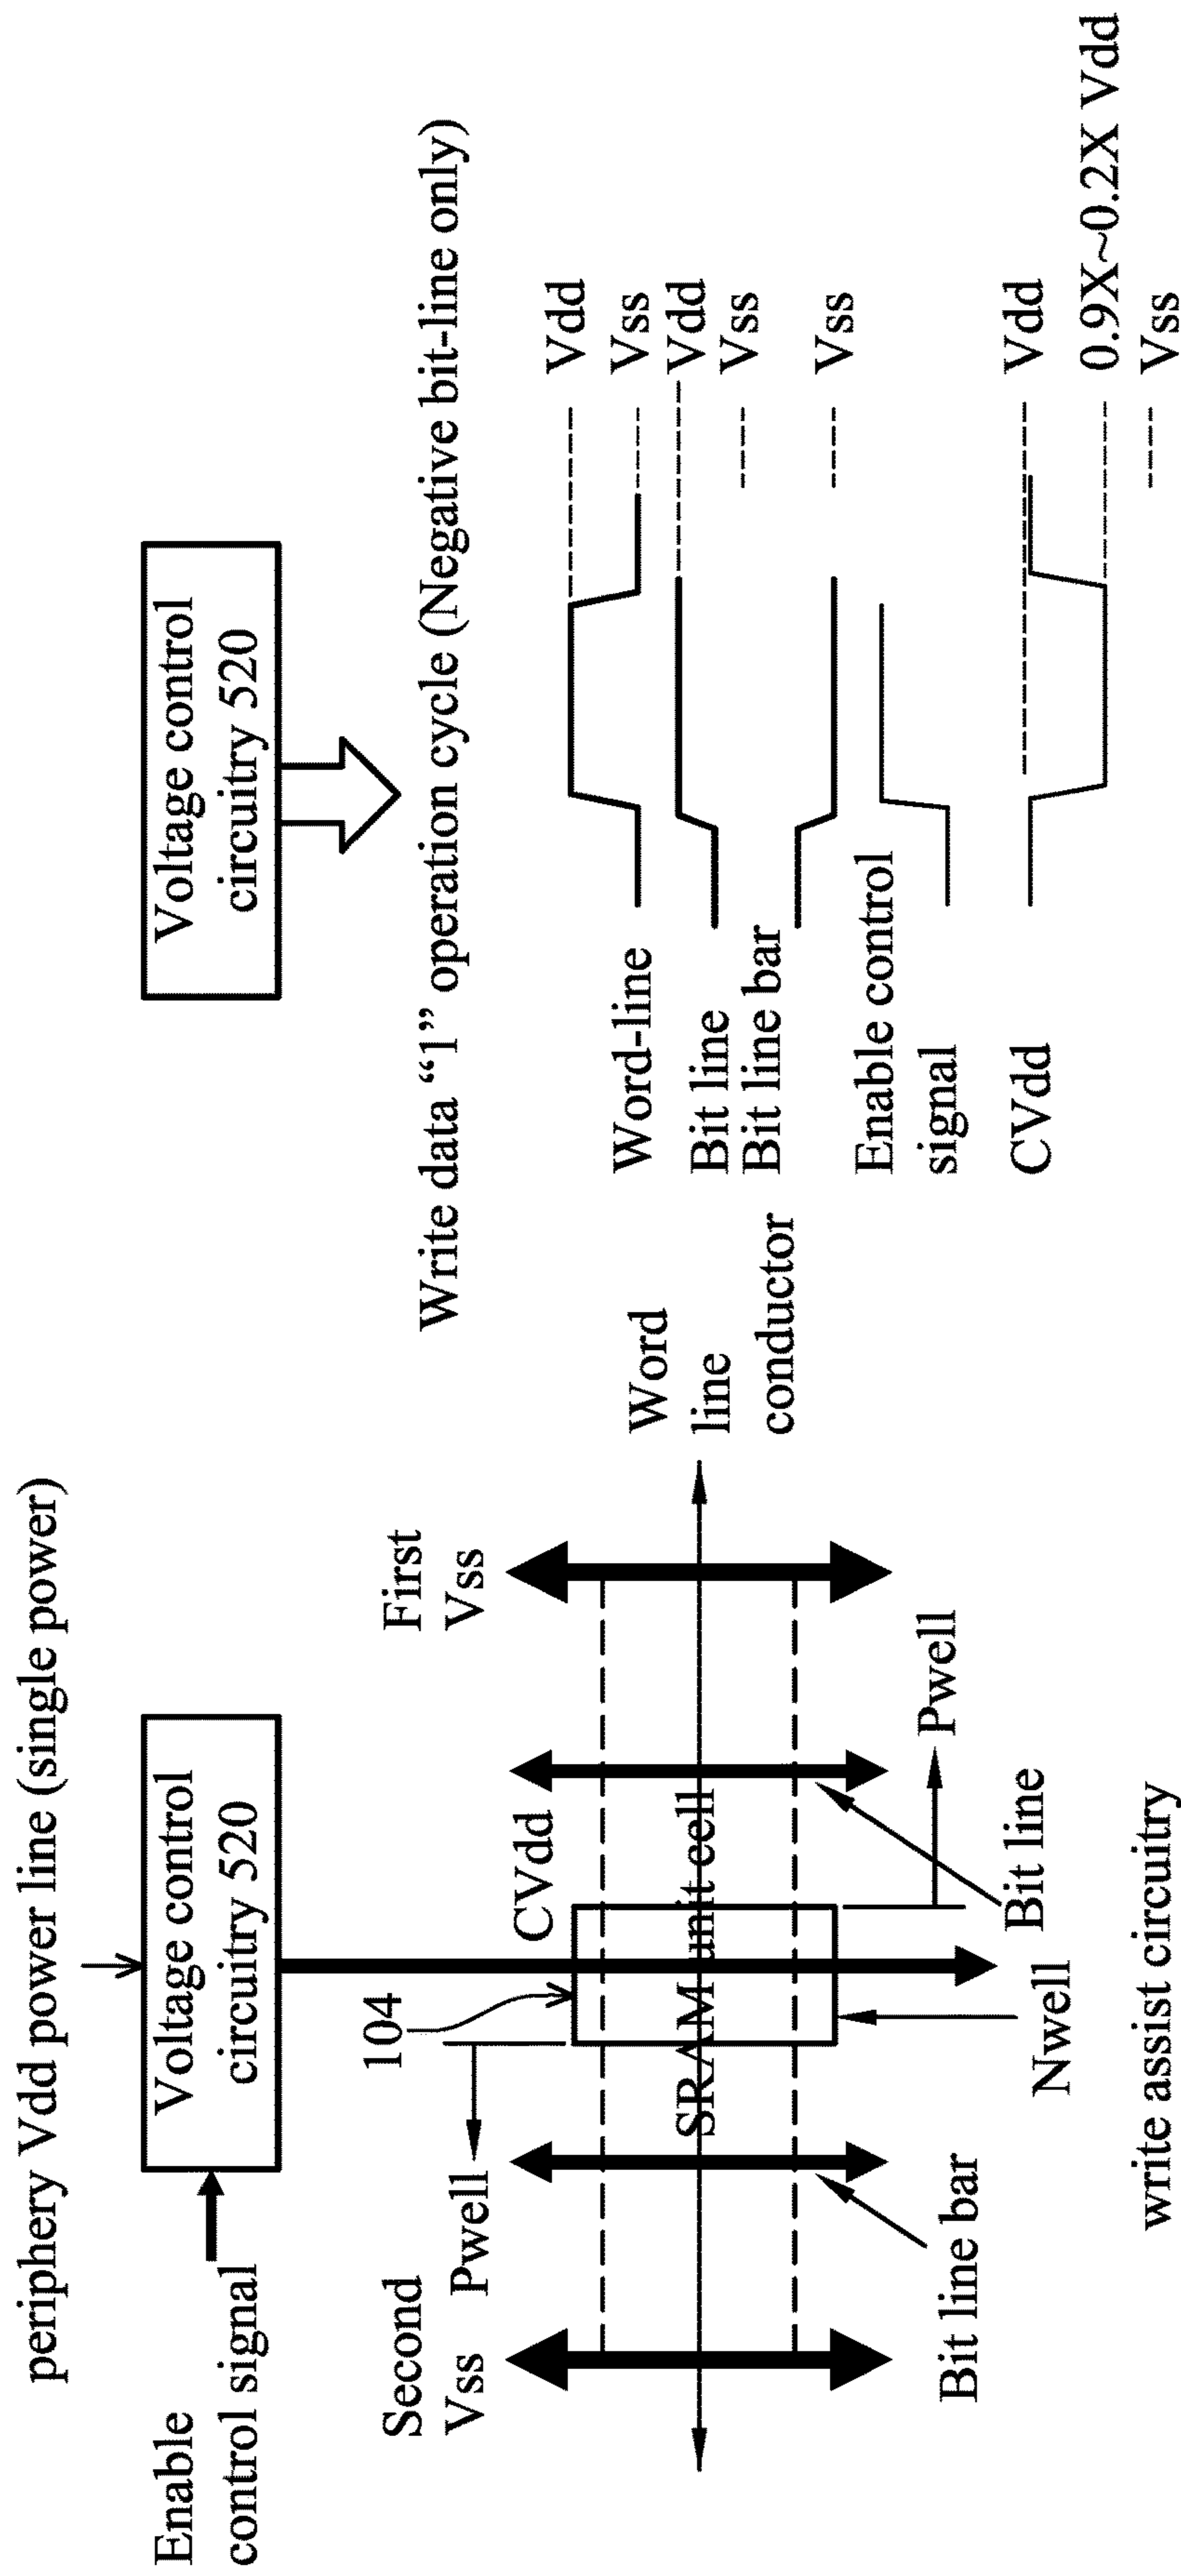 periphery Vdd power line (single power)
Enable
control signal
Voltage control
circuitry 520
Second
Vss
Pwell
104
CVdd
First
Vss
SRAM unit cell
Word
line
conductor
Bit line bar
Nwell
Bit line
Pwell
write assist circuitry
Voltage control
circuitry 520
Write data “1” operation cycle (Negative bit-line only)
Word-line
Vdd
Vss
Bit line
Vdd
Vss
Bit line bar
Vss
Enable control
signal
CVdd
Vdd
0.9X~0.2X Vdd
Vss